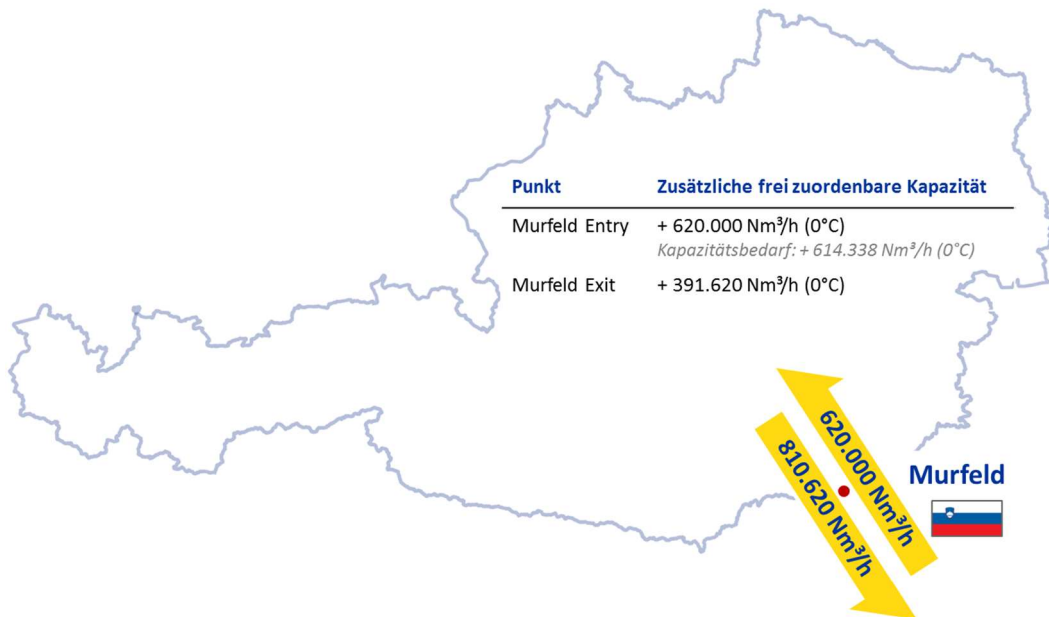 Punkt Zusätzliche frei zuordenbare Kapazität
Murfeld Entry + 620.000 Nm³/h (0°C)
Kapazitätsbedarf: + 614.338 Nm³/h (0°C)
Murfeld Exit + 391.620 Nm³/h (0°C)
620.000 Nm³/h
810.620 Nm³/h
Murfeld